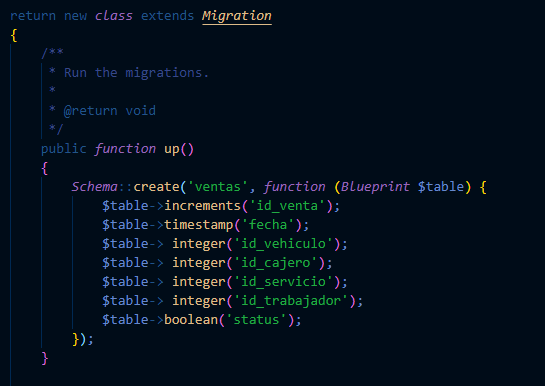 return new class extends Migration
{
    /**
     * Run the migrations.
     *
     * @return void
     */
    public function up()
    {
        Schema::create('ventas', function (Blueprint $table) {
            $table->increments('id_venta');
            $table->timestamp('fecha');
            $table-> integer('id_vehiculo');
            $table-> integer('id_cajero');
            $table-> integer('id_servicio');
            $table-> integer('id_trabajador');
            $table->boolean('status');
        });
    }